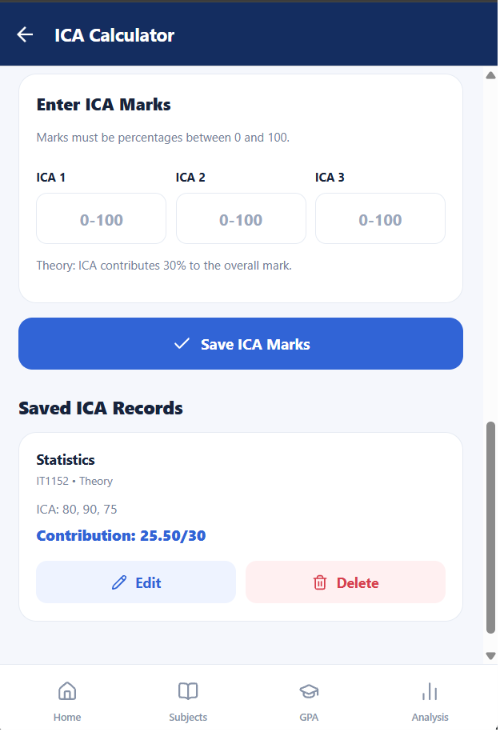 ICA Calculator
Enter ICA Marks
Marks must be percentages between 0 and 100.
ICA 1 ICA 2 ICA 3
0-100 0-100 0-100
Theory: ICA contributes 30% to the overall mark.
Save ICA Marks
Saved ICA Records
Statistics
IT1152 • Theory
ICA: 80, 90, 75
Contribution: 25.50/30
Edit Delete
Home Subjects GPA Analysis